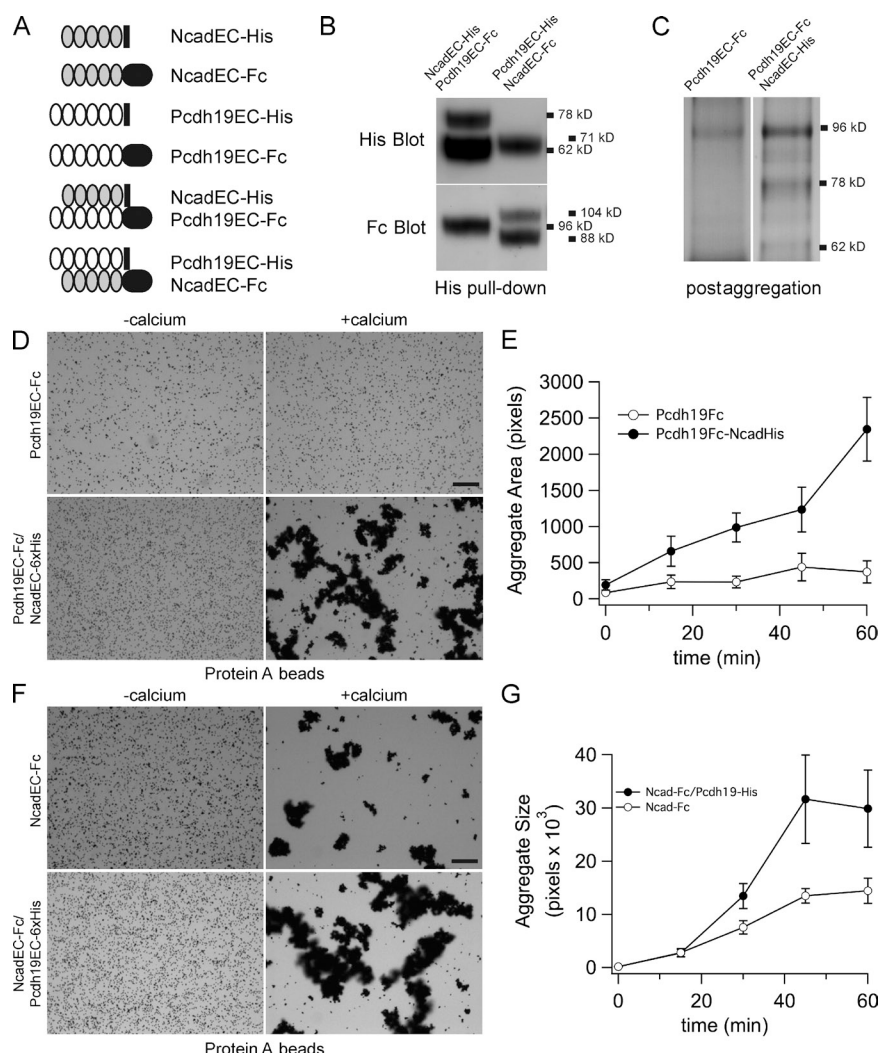 A
NcadEC-His
NcadEC-Fc
Pcdh19EC-His
Pcdh19EC-Fc
NcadEC-His
Pcdh19EC-Fc
Pcdh19EC-His
NcadEC-Fc
B
NcadEC-His
Pcdh19EC-Fc
Pcdh19EC-His
NcadEC-Fc
His Blot
78 kD
71 kD
62 kD
Fc Blot
104 kD
96 kD
88 kD
His pull-down
C
Pcdh19EC-Fc
Pcdh19EC-Fc
NcadEC-His
96 kD
78 kD
62 kD
postaggregation
D
-calcium
+calcium
Pcdh19EC-Fc
Pcdh19EC-Fc/
NcadEC-6xHis
Protein A beads
E
Aggregate Area (pixels)
3000
2500
2000
1500
1000
500
0
Pcdh19Fc
Pcdh19Fc-NcadHis
0
20
40
60
time (min)
F
-calcium
+calcium
NcadEC-Fc
NcadEC-Fc/
Pcdh19EC-6xHis
Protein A beads
G
Aggregate Size
(pixels x 10³)
40
30
20
10
0
Ncad-Fc/Pcdh19-His
Ncad-Fc
0
20
40
60
time (min)